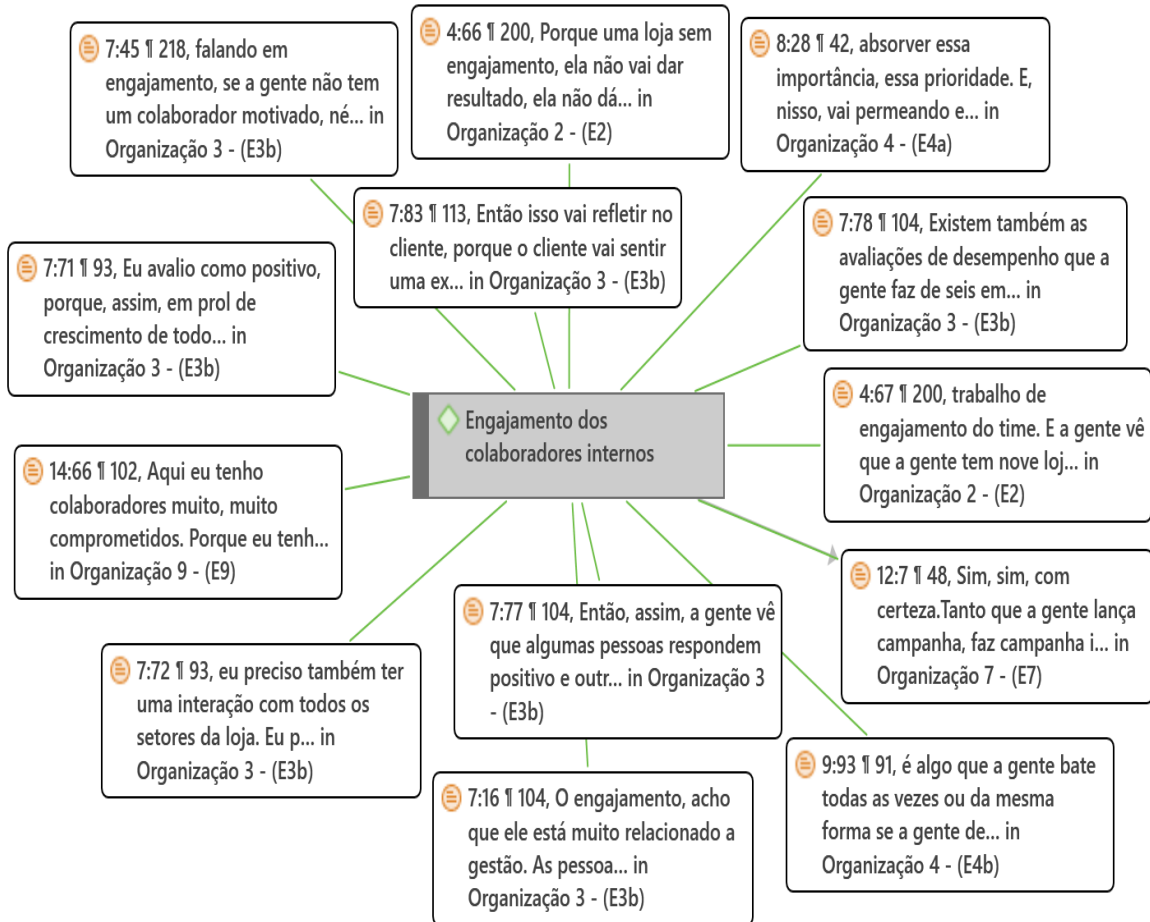 7:45 ¶ 218, falando em
engajamento, se a gente não tem
um colaborador motivado, né... in
Organização 3 - (E3b)
4:66 ¶ 200, Porque uma loja sem
engajamento, ela não vai dar
resultado, ela não dá... in
Organização 2 - (E2)
8:28 ¶ 42, absorver essa
importância, essa prioridade. E,
nisso, vai permeando e... in
Organização 4 - (E4a)
7:83 ¶ 113, Então isso vai refletir no
cliente, porque o cliente vai sentir
uma ex... in Organização 3 - (E3b)
7:78 ¶ 104, Existem também as
avaliações de desempenho que a
gente faz de seis em... in
Organização 3 - (E3b)
7:71 ¶ 93, Eu avalio como positivo,
porque, assim, em prol de
crescimento de todo... in
Organização 3 - (E3b)
Engajamento dos
colaboradores internos
4:67 ¶ 200, trabalho de
engajamento do time. E a gente vê
que a gente tem nove loj... in
Organização 2 - (E2)
14:66 ¶ 102, Aqui eu tenho
colaboradores muito, muito
comprometidos. Porque eu tenh...
in Organização 9 - (E9)
12:7 ¶ 48, Sim, sim, com
certeza.Tanto que a gente lança
campanha, faz campanha i... in
Organização 7 - (E7)
7:77 ¶ 104, Então, assim, a gente vê
que algumas pessoas respondem
positivo e outr... in Organização 3
- (E3b)
7:72 ¶ 93, eu preciso também ter
uma interação com todos os
setores da loja. Eu p... in
Organização 3 - (E3b)
9:93 ¶ 91, é algo que a gente bate
todas as vezes ou da mesma
forma se a gente de... in
Organização 4 - (E4b)
7:16 ¶ 104, O engajamento, acho
que ele está muito relacionado a
gestão. As pessoa... in
Organização 3 - (E3b)